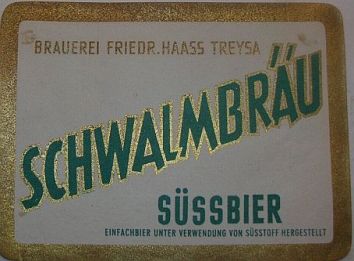 BRAUEREI FRIEDR. HAASS TREYSA
SCHWALMBRÄU
SÜSSBIER
EINFACHBIER UNTER VERWENDUNG VON SÜSSTOFF HERGESTELLT